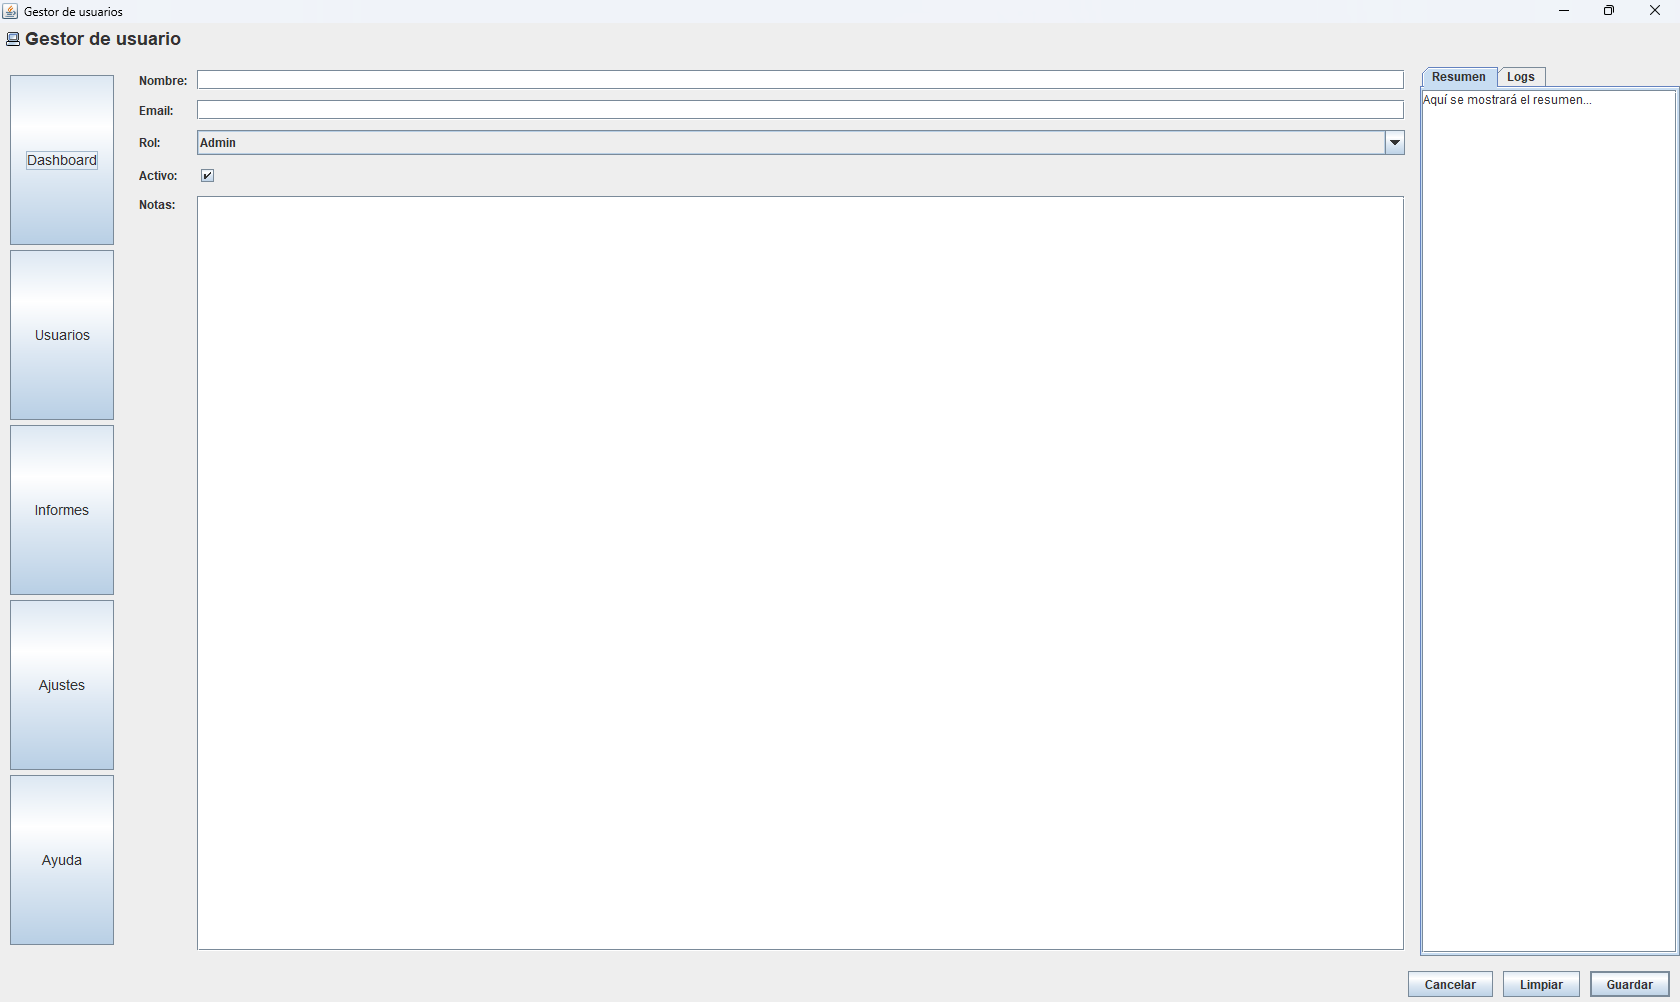 Gestor de usuarios
Gestor de usuario
Dashboard
Usuarios
Informes
Ajustes
Ayuda
Nombre:
Email:
Rol:
Admin
Activo:
Notas:
Resumen
Logs
Aquí se mostrará el resumen...
Cancelar
Limpiar
Guardar